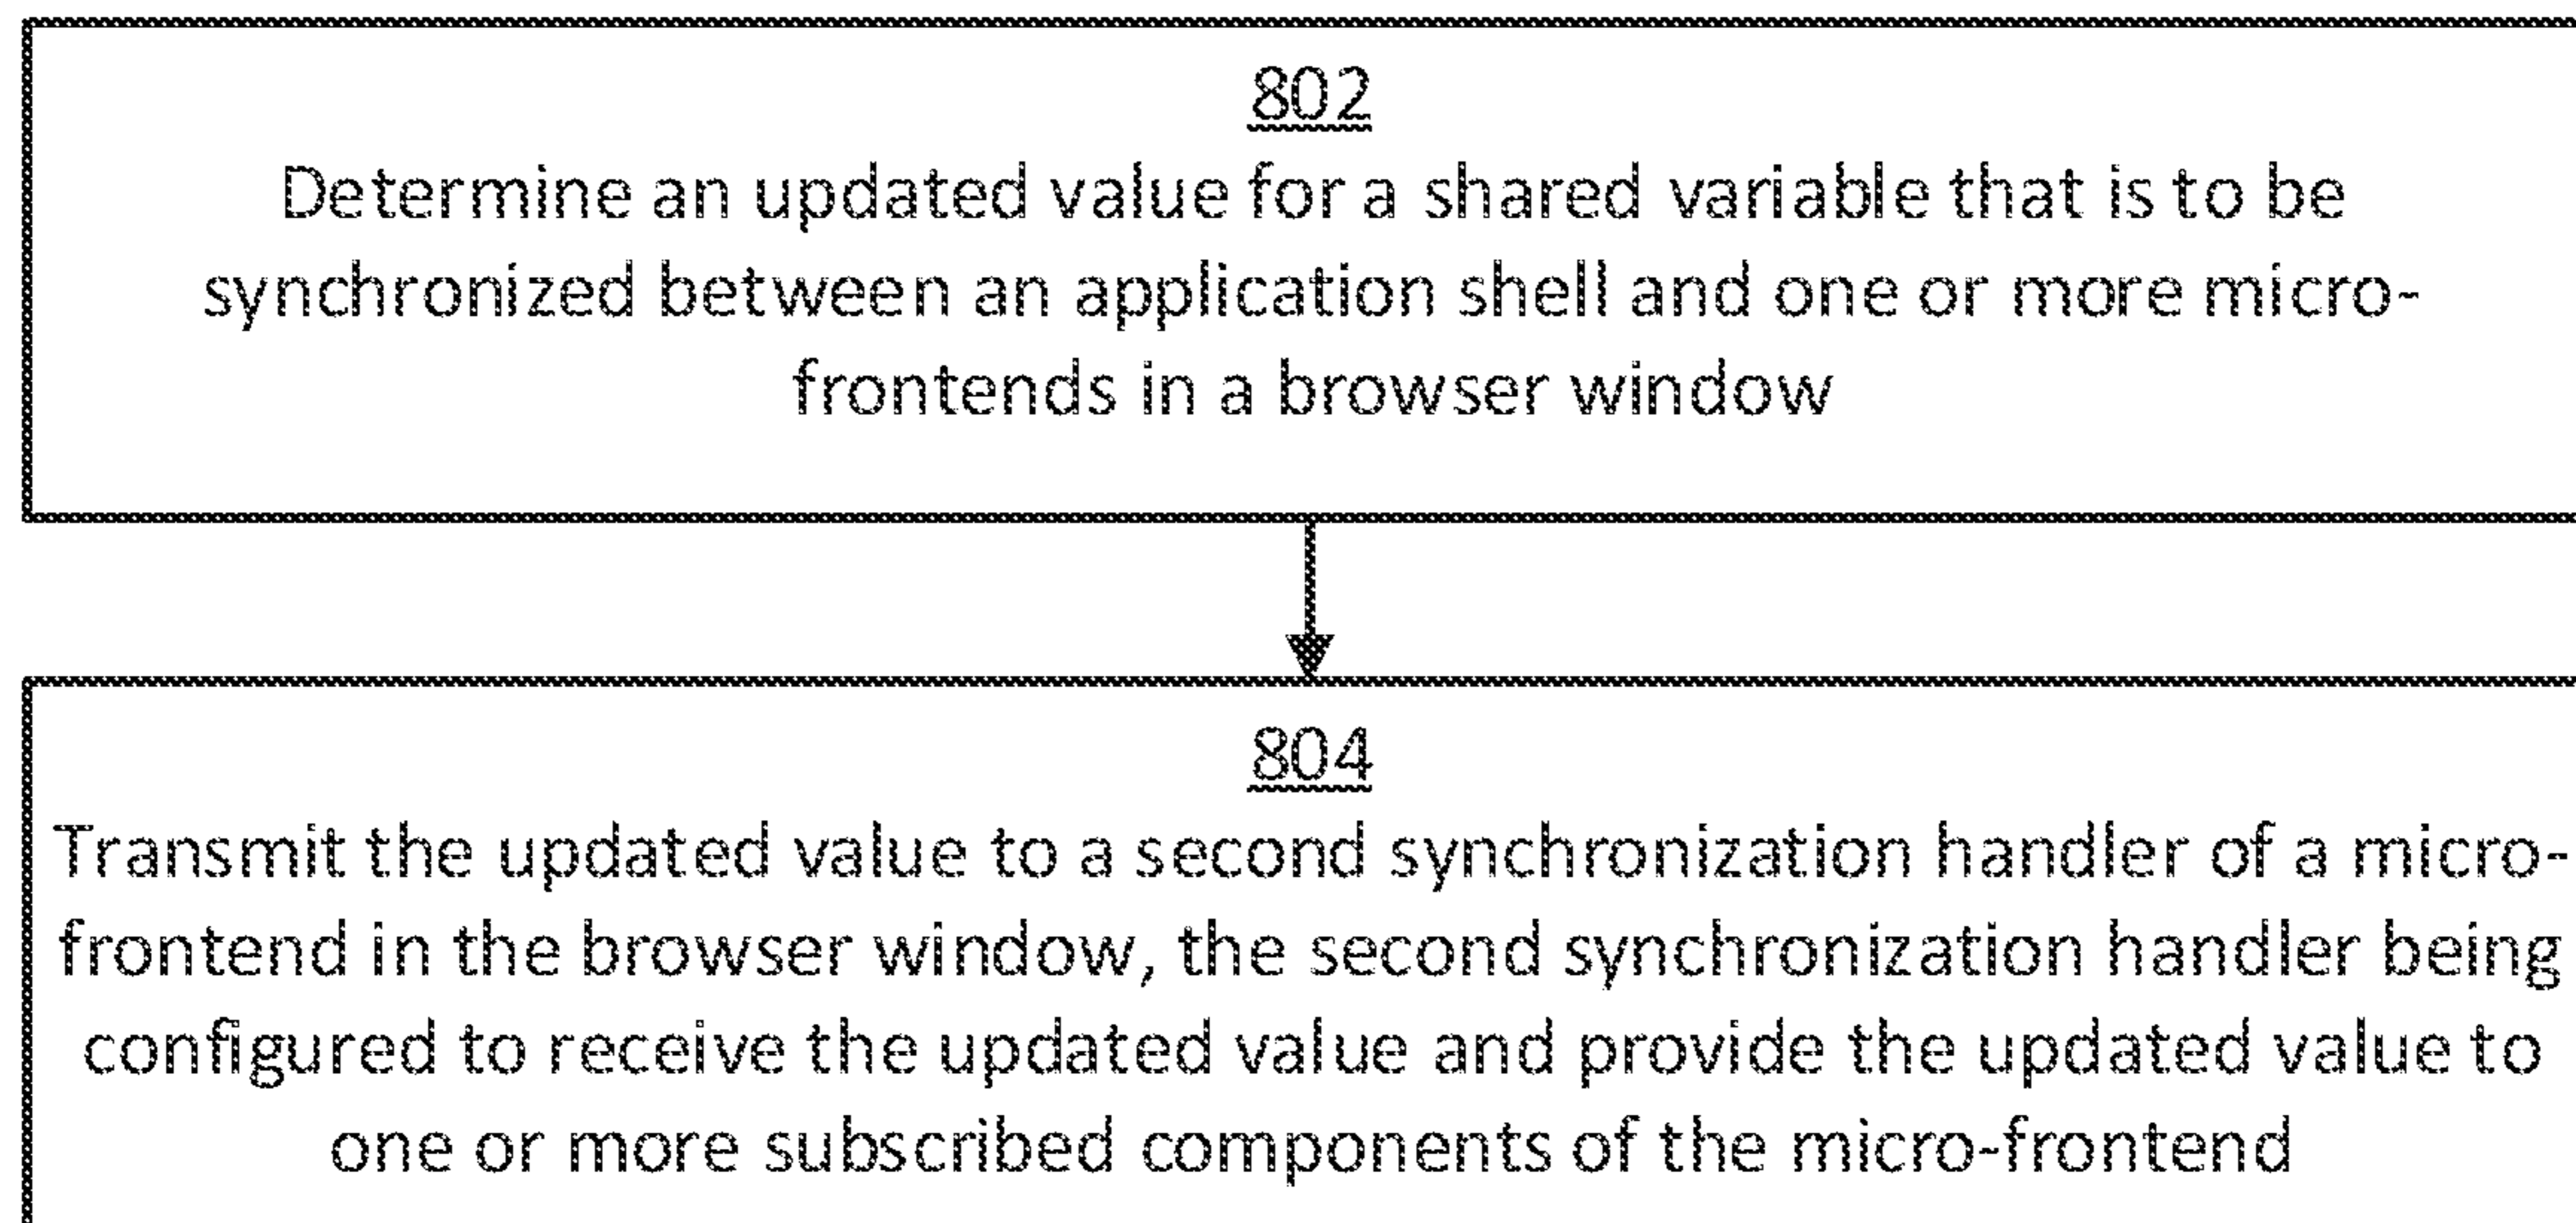 802
Determine an updated value for a shared variable that is to be
synchronized between an application shell and one or more micro-
frontends in a browser window
804
Transmit the updated value to a second synchronization handler of a micro-
frontend in the browser window, the second synchronization handler being
configured to receive the updated value and provide the updated value to
one or more subscribed components of the micro-frontend